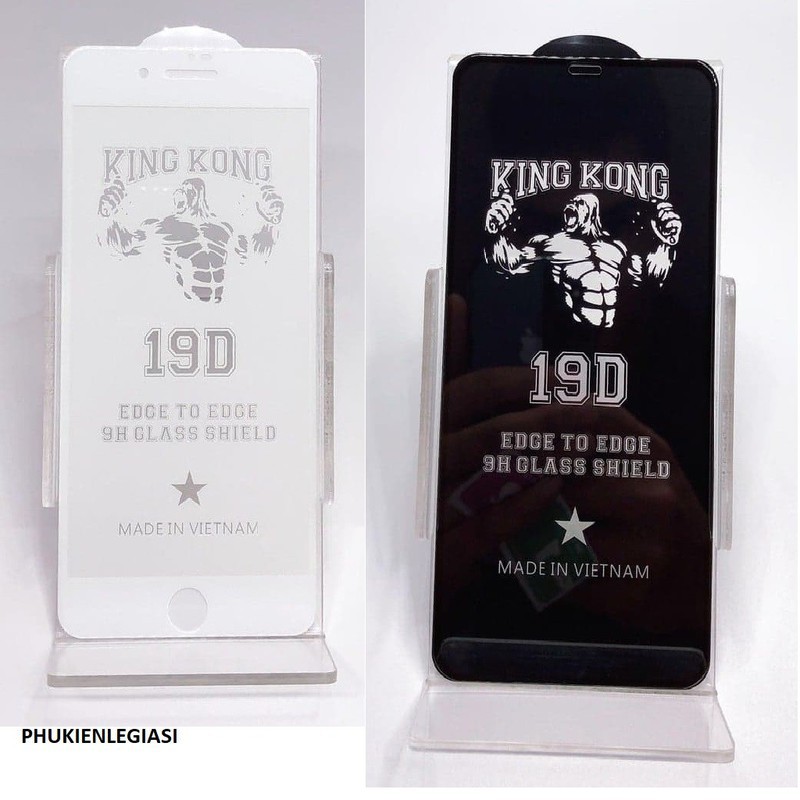 KING KONG
19D
EDGE TO EDGE
9H GLASS SHIELD
MADE IN VIETNAM
KING KONG
19D
EDGE TO EDGE
9H GLASS SHIELD
MADE IN VIETNAM
PHUKIENLEGIASI